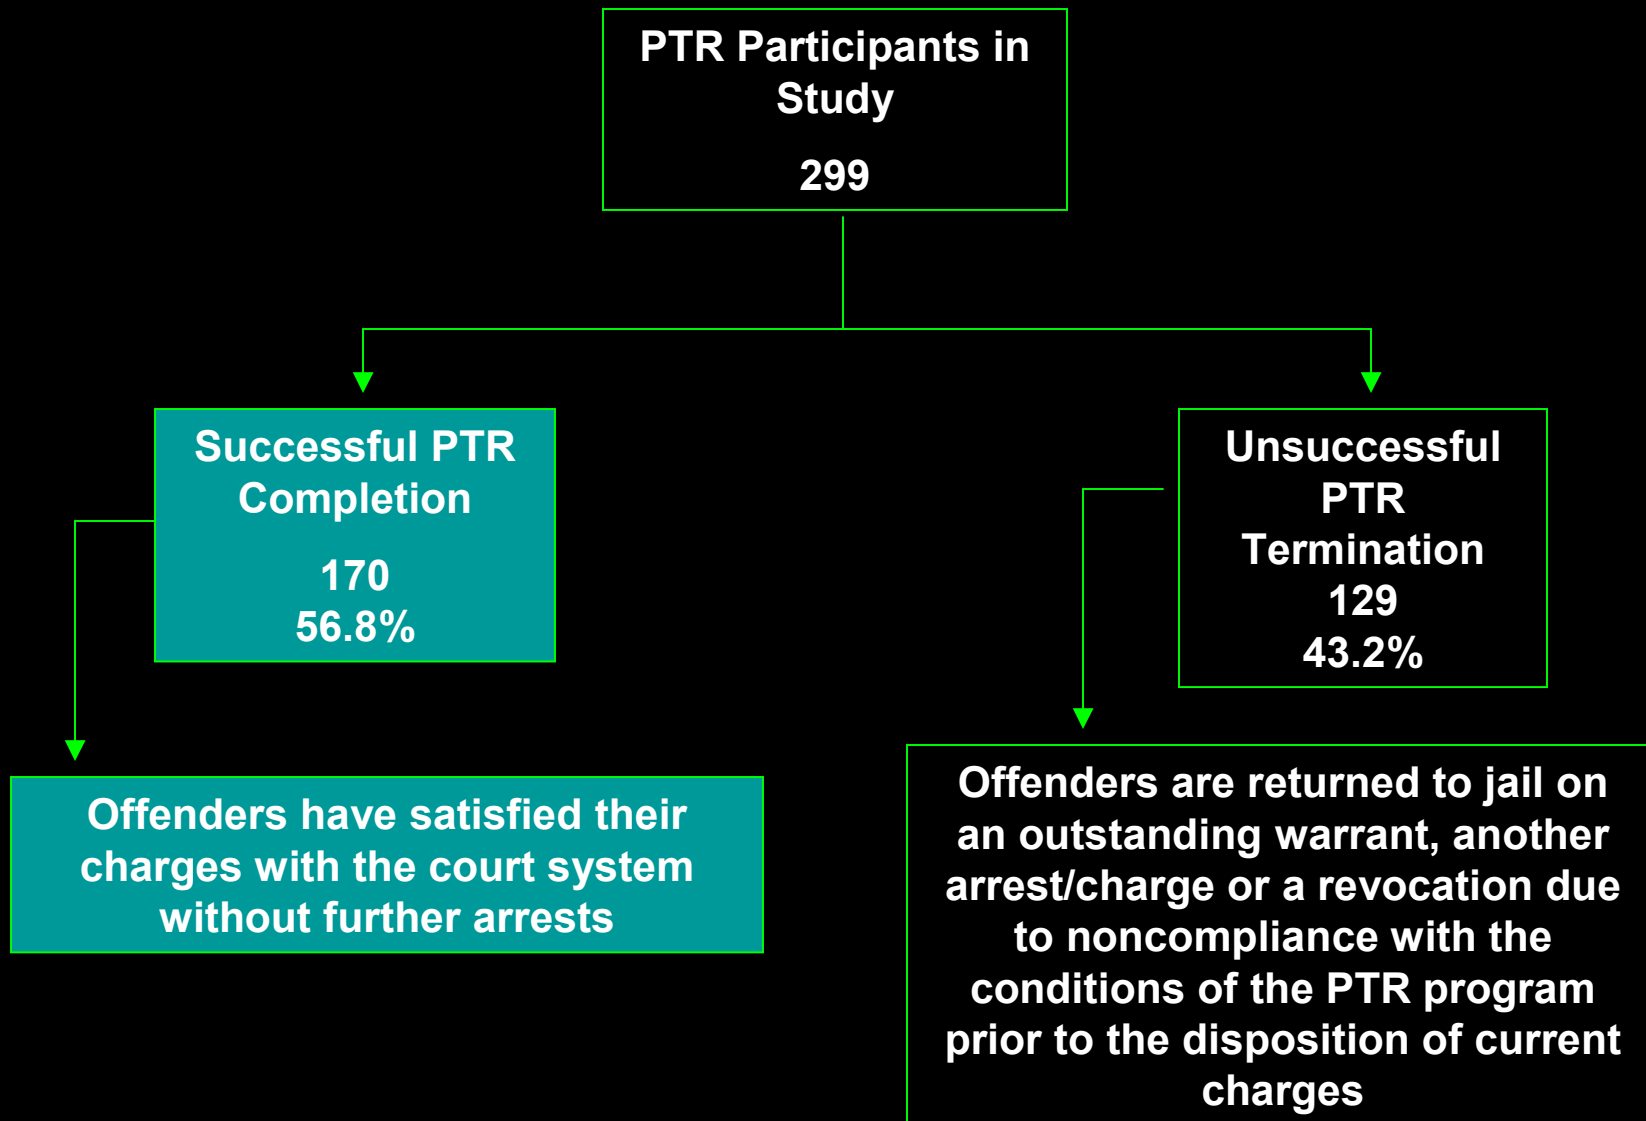 PTR Participants in
Study
299
Successful PTR
Completion
170
56.8%
Unsuccessful
PTR
Termination
129
43.2%
Offenders have satisfied their
charges with the court system
without further arrests
Offenders are returned to jail on
an outstanding warrant, another
arrest/charge or a revocation due
to noncompliance with the
conditions of the PTR program
prior to the disposition of current
charges